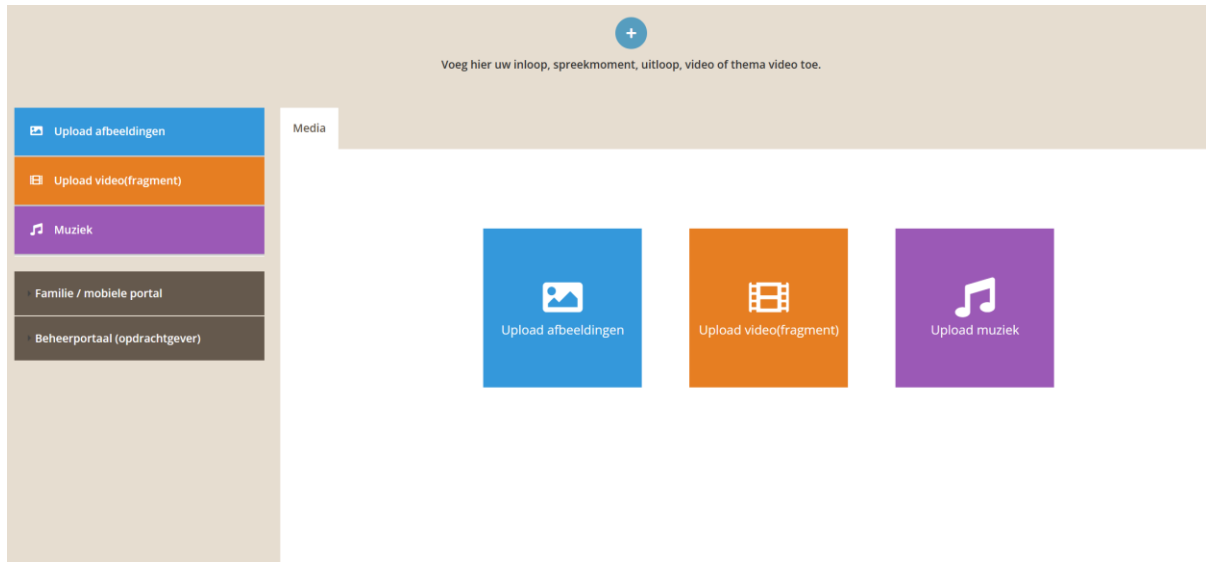 Voeg hier uw inloop, spreekmoment, uitloop, video of thema video toe.
Upload afbeeldingen
Upload video(fragment)
Muziek
Familie / mobiele portal
Beheerportaal (opdrachtgever)
Media
Upload afbeeldingen
Upload video(fragment)
Upload muziek